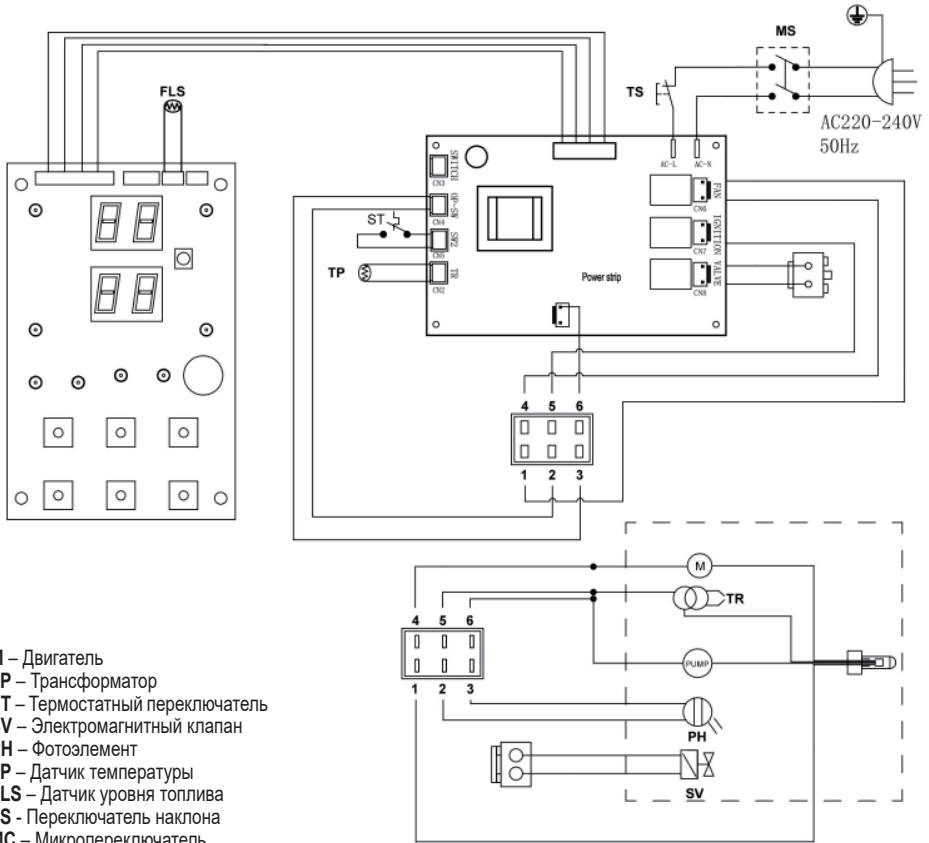 MS
FLS
TS
AC220-240V
50Hz
AC-L AC-N
SWITCH
CN3
OP-SW
CN4
ST
SW2
CN5
TP
TR
CN2
FAN
CN6
IGNITION
CN7
VALVE
CN8
Power strip
4 5 6
1 2 3
M
TR
4 5 6
PUMP
1 2 3
PH
SV
– Двигатель
P – Трансформатор
T – Термостатный переключатель
V – Электромагнитный клапан
H – Фотоэлемент
P – Датчик температуры
LS – Датчик уровня топлива
S - Переключатель наклона
– Микропереключатель